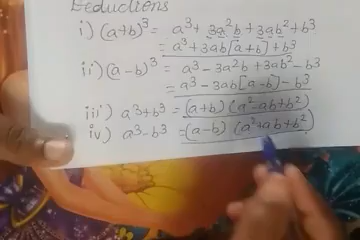 Deductions
i) (a+b)³ = a³ + 3a²b + 3ab² + b³
= a³ + 3ab[a+b] + b³
ii) (a-b)³ = a³ - 3a²b + 3ab² - b³
= a³ - 3ab[a-b] - b³
iii) a³+b³ = (a+b) (a²-ab+b²)
iv) a³-b³ = (a-b) (a²+ab+b²)